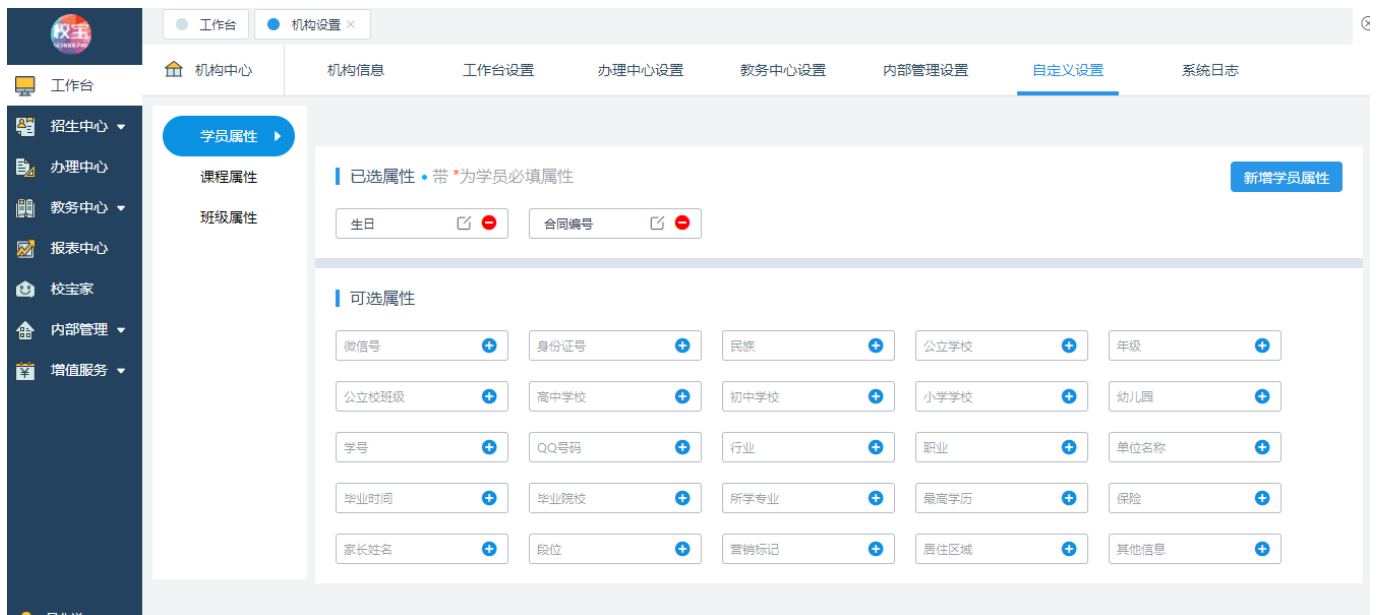 校宝
工作台
机构设置
机构中心
机构信息
工作台设置
办理中心设置
教务中心设置
内部管理设置
自定义设置
系统日志
工作台
招生中心
办理中心
教务中心
报表中心
校宝家
内部管理
增值服务
学员属性
课程属性
班级属性
已选属性 • 带 *为学员必填属性
新增学员属性
生日
合同编号
可选属性
微信号
身份证号
民族
公立学校
年级
公立校班级
高中学校
初中学校
小学学校
幼儿园
学号
QQ号码
行业
职业
单位名称
毕业时间
毕业院校
所学专业
最高学历
保险
家长姓名
段位
营销标记
居住区域
其他信息